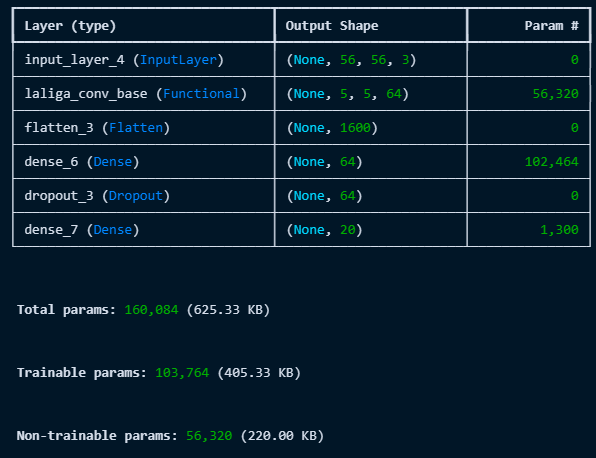 Layer (type) Output Shape Param #
input_layer_4 (InputLayer) (None, 56, 56, 3) 0
laliga_conv_base (Functional) (None, 5, 5, 64) 56,320
flatten_3 (Flatten) (None, 1600) 0
dense_6 (Dense) (None, 64) 102,464
dropout_3 (Dropout) (None, 64) 0
dense_7 (Dense) (None, 20) 1,300
Total params: 160,084 (625.33 KB)
Trainable params: 103,764 (405.33 KB)
Non-trainable params: 56,320 (220.00 KB)